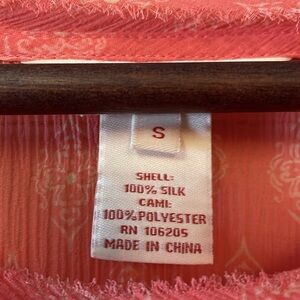 S
SHELL:
100% SILK
CAMI:
100% POLYESTER
RN 106205
MADE IN CHINA